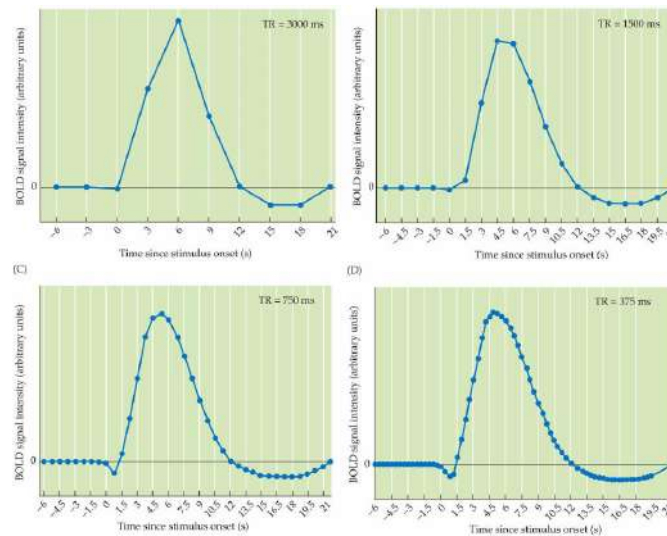 TR = 3000 ms
BOLD signal intensity (arbitrary units)
0
−6 −3 0 3 6 9 12 15 18 21
Time since stimulus onset (s)
TR = 1500 ms
BOLD signal intensity (arbitrary units)
0
−6 −4.5 −3 −1.5 0 1.5 3 4.5 6 7.5 9 10.5 12 13.5 15 16.5 18 19.5
Time since stimulus onset (s)
(C)
TR = 750 ms
BOLD signal intensity (arbitrary units)
0
−6 −4.5 −3 −1.5 0 1.5 3 4.5 6 7.5 9 10.5 12 13.5 15 16.5 18 19.5 21
Time since stimulus onset (s)
(D)
TR = 375 ms
BOLD signal intensity (arbitrary units)
0
−6 −4.5 −3 −1.5 0 1.5 3 4.5 6 7.5 9 10.5 12 13.5 15 16.5 18 19.5
Time since stimulus onset (s)